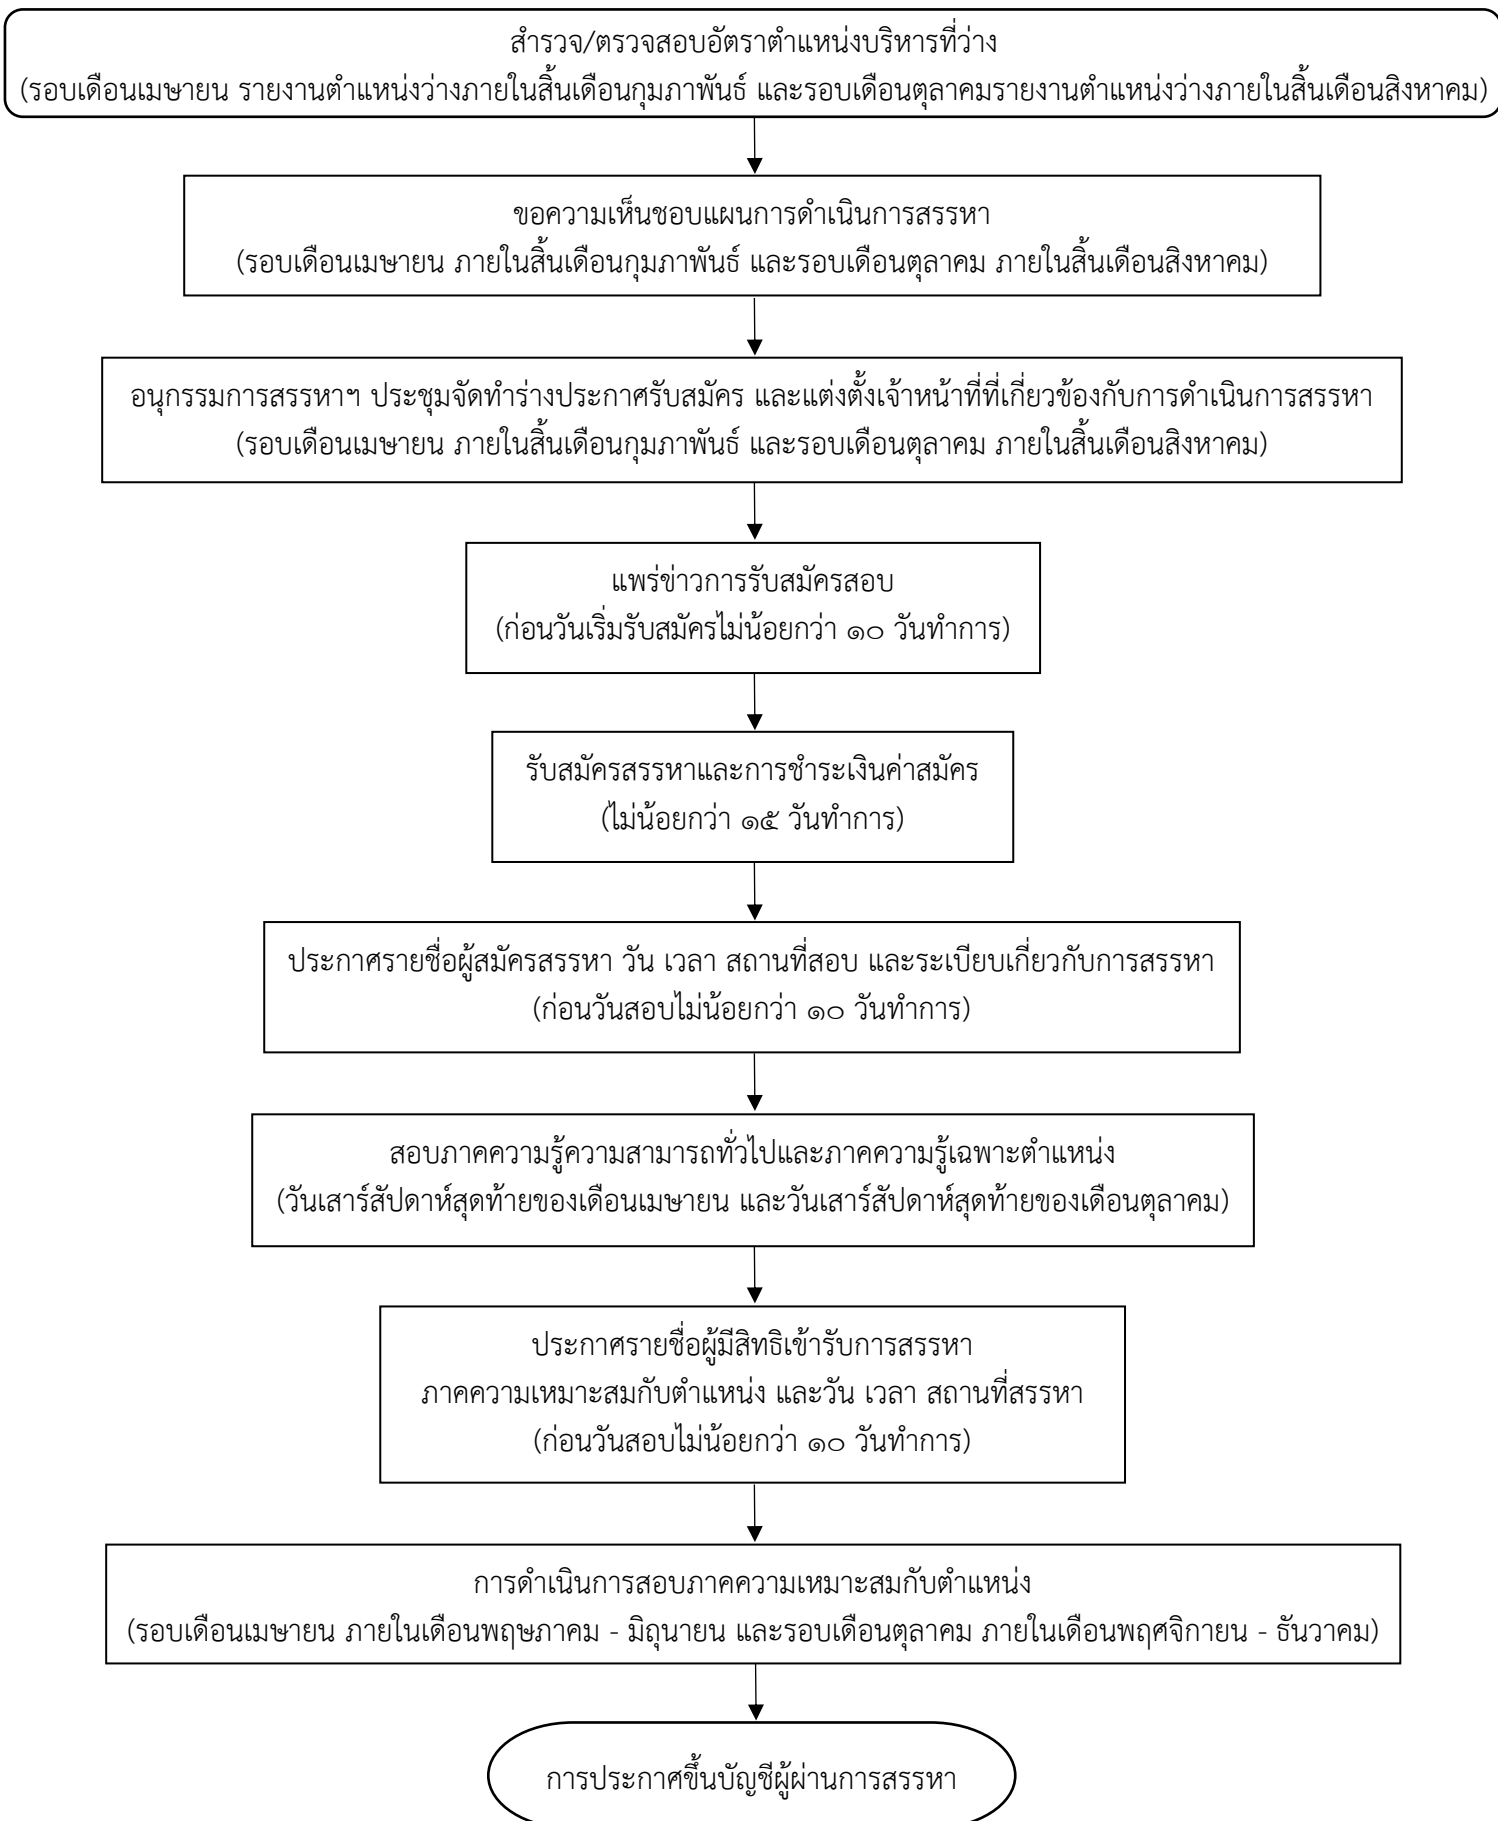 สำรวจ/ตรวจสอบอัตราตำแหน่งบริหารที่ว่าง
(รอบเดือนเมษายน รายงานตำแหน่งว่างภายในสิ้นเดือนกุมภาพันธ์ และรอบเดือนตุลาคมรายงานตำแหน่งว่างภายในสิ้นเดือนสิงหาคม)
ขอความเห็นชอบแผนการดำเนินการสรรหา
(รอบเดือนเมษายน ภายในสิ้นเดือนกุมภาพันธ์ และรอบเดือนตุลาคม ภายในสิ้นเดือนสิงหาคม)
อนุกรรมการสรรหาฯ ประชุมจัดทำร่างประกาศรับสมัคร และแต่งตั้งเจ้าหน้าที่ที่เกี่ยวข้องกับการดำเนินการสรรหา
(รอบเดือนเมษายน ภายในสิ้นเดือนกุมภาพันธ์ และรอบเดือนตุลาคม ภายในสิ้นเดือนสิงหาคม)
แพร่ข่าวการรับสมัครสอบ
(ก่อนวันเริ่มรับสมัครไม่น้อยกว่า ๑๐ วันทำการ)
รับสมัครสรรหาและการชำระเงินค่าสมัคร
(ไม่น้อยกว่า ๑๕ วันทำการ)
ประกาศรายชื่อผู้สมัครสรรหา วัน เวลา สถานที่สอบ และระเบียบเกี่ยวกับการสรรหา
(ก่อนวันสอบไม่น้อยกว่า ๑๐ วันทำการ)
สอบภาคความรู้ความสามารถทั่วไปและภาคความรู้เฉพาะตำแหน่ง
(วันเสาร์สัปดาห์สุดท้ายของเดือนเมษายน และวันเสาร์สัปดาห์สุดท้ายของเดือนตุลาคม)
ประกาศรายชื่อผู้มีสิทธิเข้ารับการสรรหา
ภาคความเหมาะสมกับตำแหน่ง และวัน เวลา สถานที่สรรหา
(ก่อนวันสอบไม่น้อยกว่า ๑๐ วันทำการ)
การดำเนินการสอบภาคความเหมาะสมกับตำแหน่ง
(รอบเดือนเมษายน ภายในเดือนพฤษภาคม - มิถุนายน และรอบเดือนตุลาคม ภายในเดือนพฤศจิกายน - ธันวาคม)
การประกาศขึ้นบัญชีผู้ผ่านการสรรหา